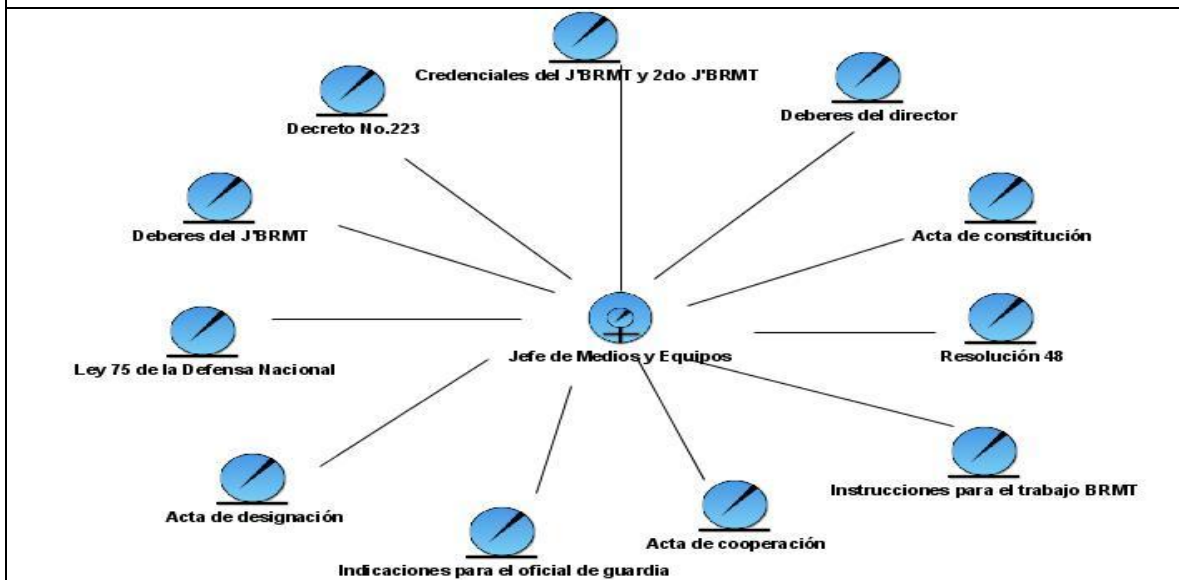 Credenciales del J'BRMT y 2do J'BRMT
Deberes del director
Decreto No.223
Deberes del J'BRMT
Acta de constitución
Ley 75 de la Defensa Nacional
Jefe de Medios y Equipos
Resolución 48
Acta de designación
Instrucciones para el trabajo BRMT
Acta de cooperación
Indicaciones para el oficial de guardia